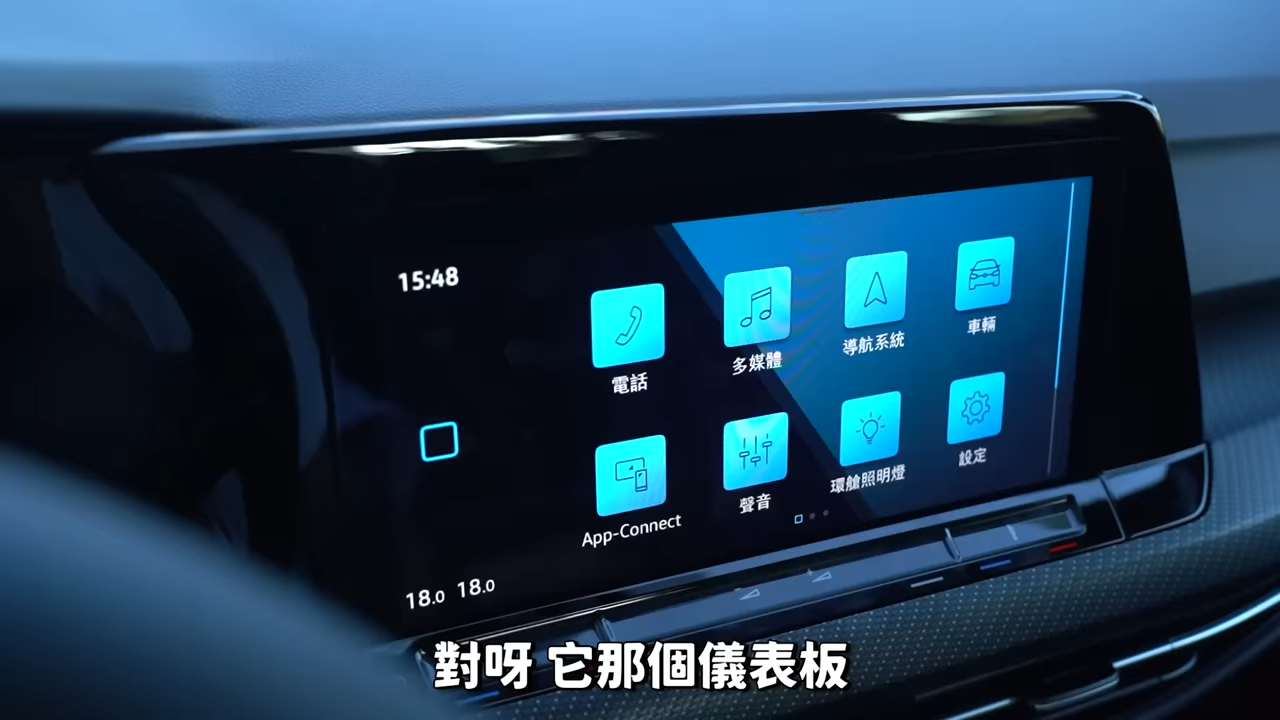 15:48
電話
多媒體
導航系統
車輛
App-Connect
聲音
環艙照明燈
設定
18.0 18.0
對呀 它那個儀表板